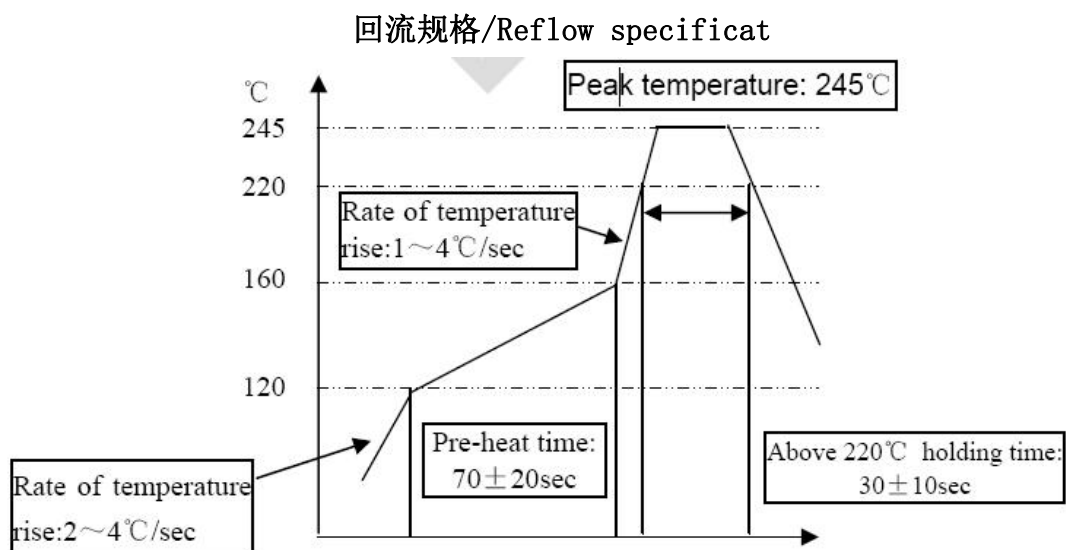 回流规格/Reflow specificat
Peak temperature: 245℃
℃
245
220
Rate of temperature
rise:1～4℃/sec
160
120
Pre-heat time:
70±20sec
Above 220℃ holding time:
30±10sec
Rate of temperature
rise:2～4℃/sec